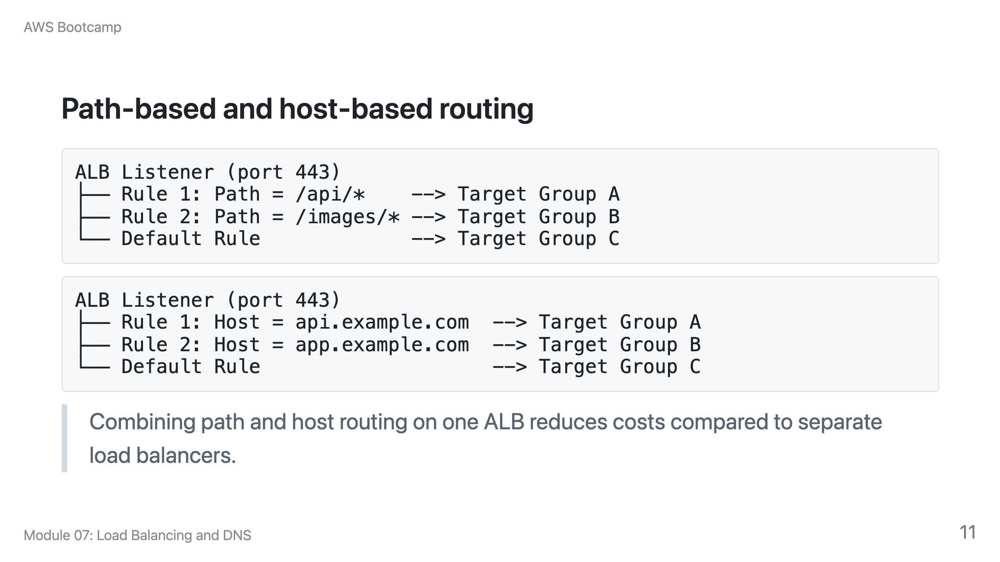 AWS Bootcamp
Path-based and host-based routing
ALB Listener (port 443)
├── Rule 1: Path = /api/*    --> Target Group A
├── Rule 2: Path = /images/* --> Target Group B
└── Default Rule             --> Target Group C
ALB Listener (port 443)
├── Rule 1: Host = api.example.com  --> Target Group A
├── Rule 2: Host = app.example.com  --> Target Group B
└── Default Rule                    --> Target Group C
Combining path and host routing on one ALB reduces costs compared to separate
load balancers.
Module 07: Load Balancing and DNS
11